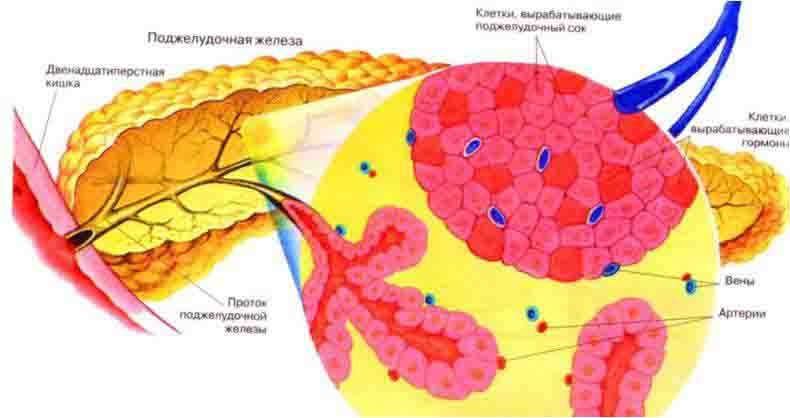 Клетки, вырабатывающие
поджелудочный сок
Поджелудочная железа
Двенадцатиперстная
кишка
Клетки,
вырабатывающие
гормоны
Вены
Проток
поджелудочной
железы
Артерии